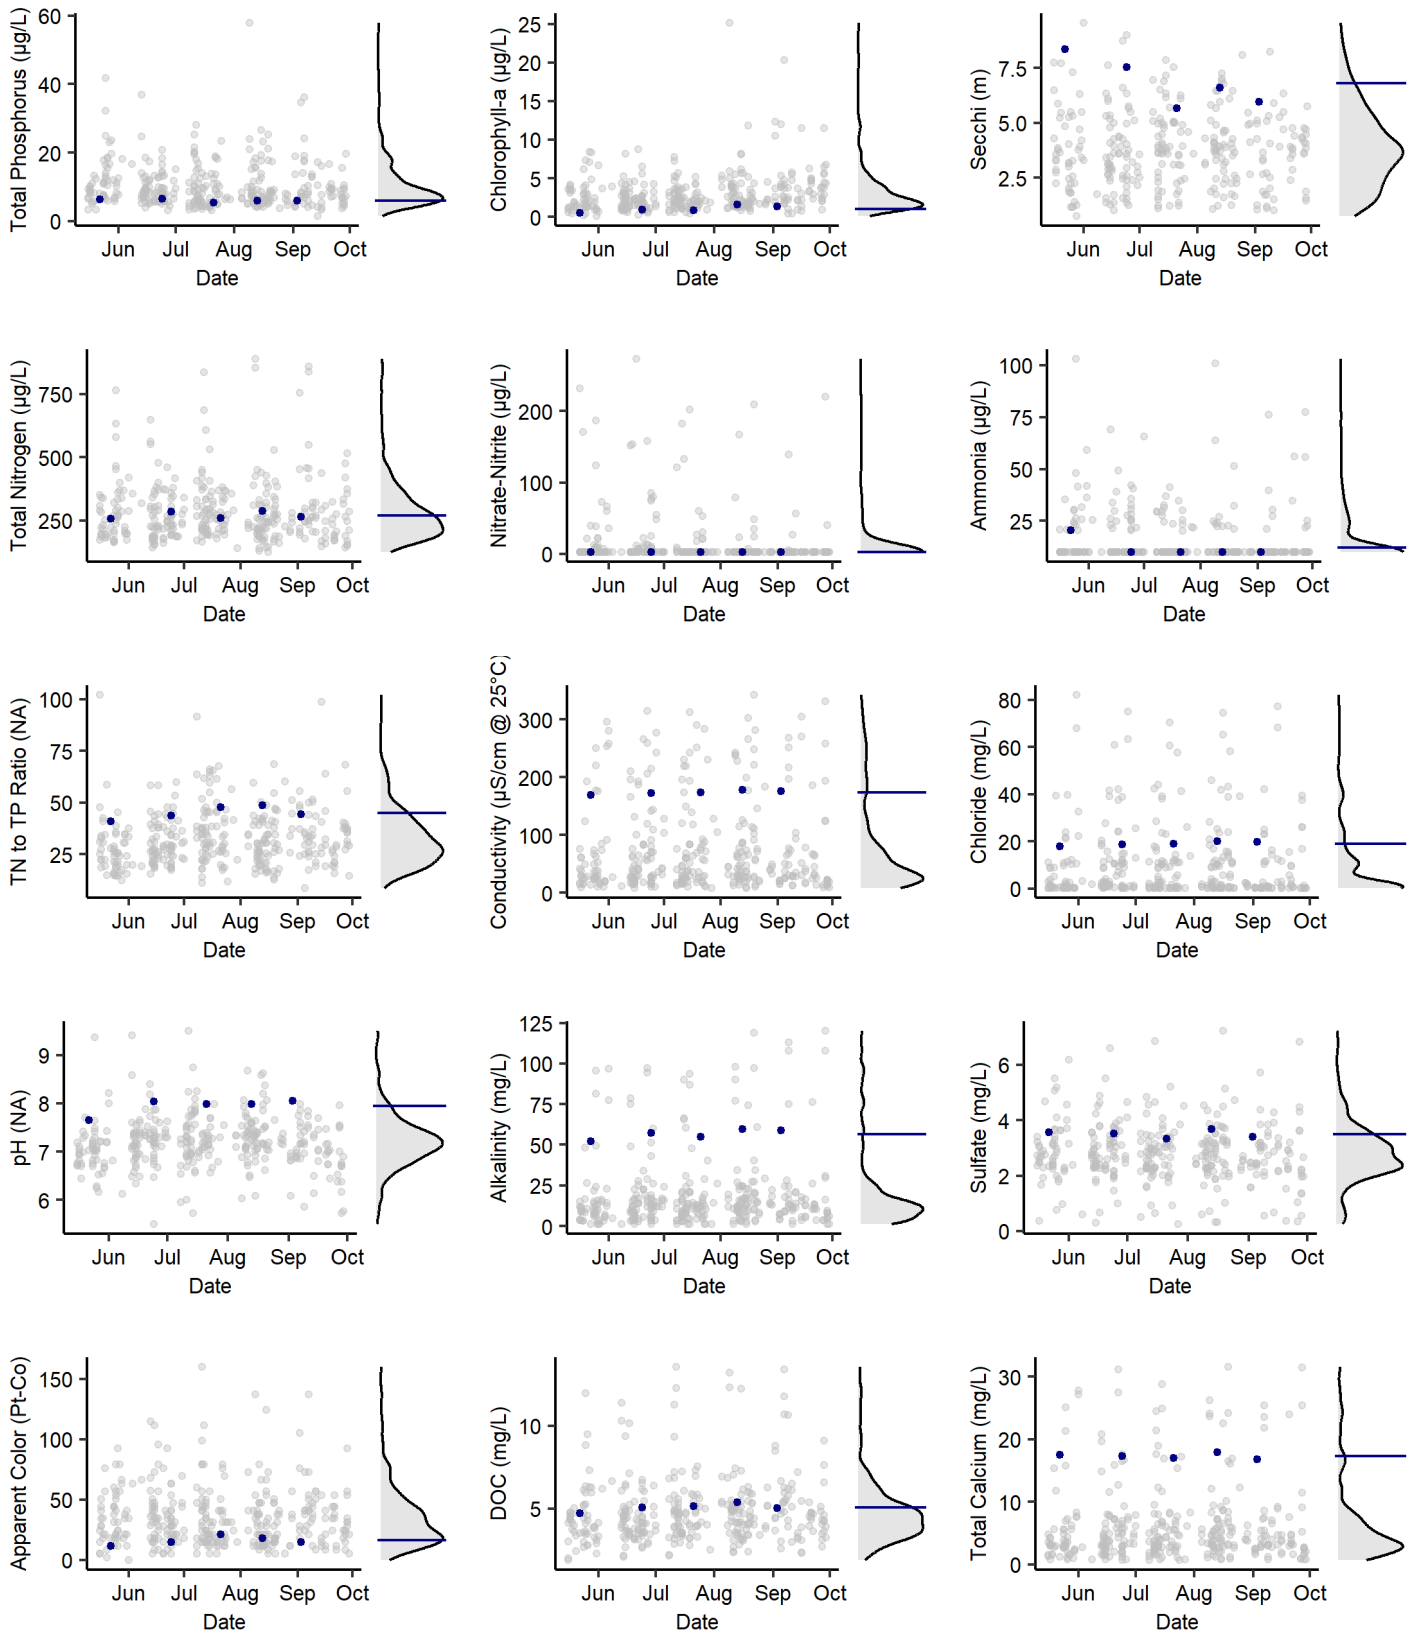 Total Phosphorus (µg/L)
60
40
20
0
Jun Jul Aug Sep Oct
Date
Chlorophyll-a (µg/L)
25
20
15
10
5
0
Jun Jul Aug Sep Oct
Date
Secchi (m)
7.5
5.0
2.5
Jun Jul Aug Sep Oct
Date
Total Nitrogen (µg/L)
750
500
250
Jun Jul Aug Sep Oct
Date
Nitrate-Nitrite (µg/L)
200
100
0
Jun Jul Aug Sep Oct
Date
Ammonia (µg/L)
100
75
50
25
Jun Jul Aug Sep Oct
Date
TN to TP Ratio (NA)
100
75
50
25
Jun Jul Aug Sep Oct
Date
Conductivity (µS/cm @ 25°C)
300
200
100
0
Jun Jul Aug Sep Oct
Date
Chloride (mg/L)
80
60
40
20
0
Jun Jul Aug Sep Oct
Date
pH (NA)
9
8
7
6
Jun Jul Aug Sep Oct
Date
Alkalinity (mg/L)
125
100
75
50
25
0
Jun Jul Aug Sep Oct
Date
Sulfate (mg/L)
6
4
2
0
Jun Jul Aug Sep Oct
Date
Apparent Color (Pt-Co)
150
100
50
0
Jun Jul Aug Sep Oct
Date
DOC (mg/L)
10
5
Jun Jul Aug Sep Oct
Date
Total Calcium (mg/L)
30
20
10
0
Jun Jul Aug Sep Oct
Date